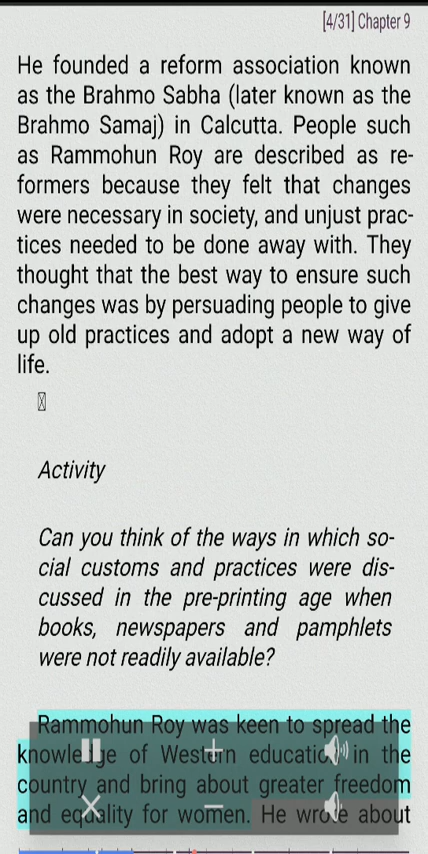 [4/31] Chapter 9
He founded a reform association known
as the Brahmo Sabha (later known as the
Brahmo Samaj) in Calcutta. People such
as Rammohun Roy are described as re-
formers because they felt that changes
were necessary in society, and unjust prac-
tices needed to be done away with. They
thought that the best way to ensure such
changes was by persuading people to give
up old practices and adopt a new way of
life.
Activity
Can you think of the ways in which so-
cial customs and practices were dis-
cussed in the pre-printing age when
books, newspapers and pamphlets
were not readily available?
Rammohun Roy was keen to spread the
knowledge of Western education in the
country and bring about greater freedom
and equality for women. He wrote about